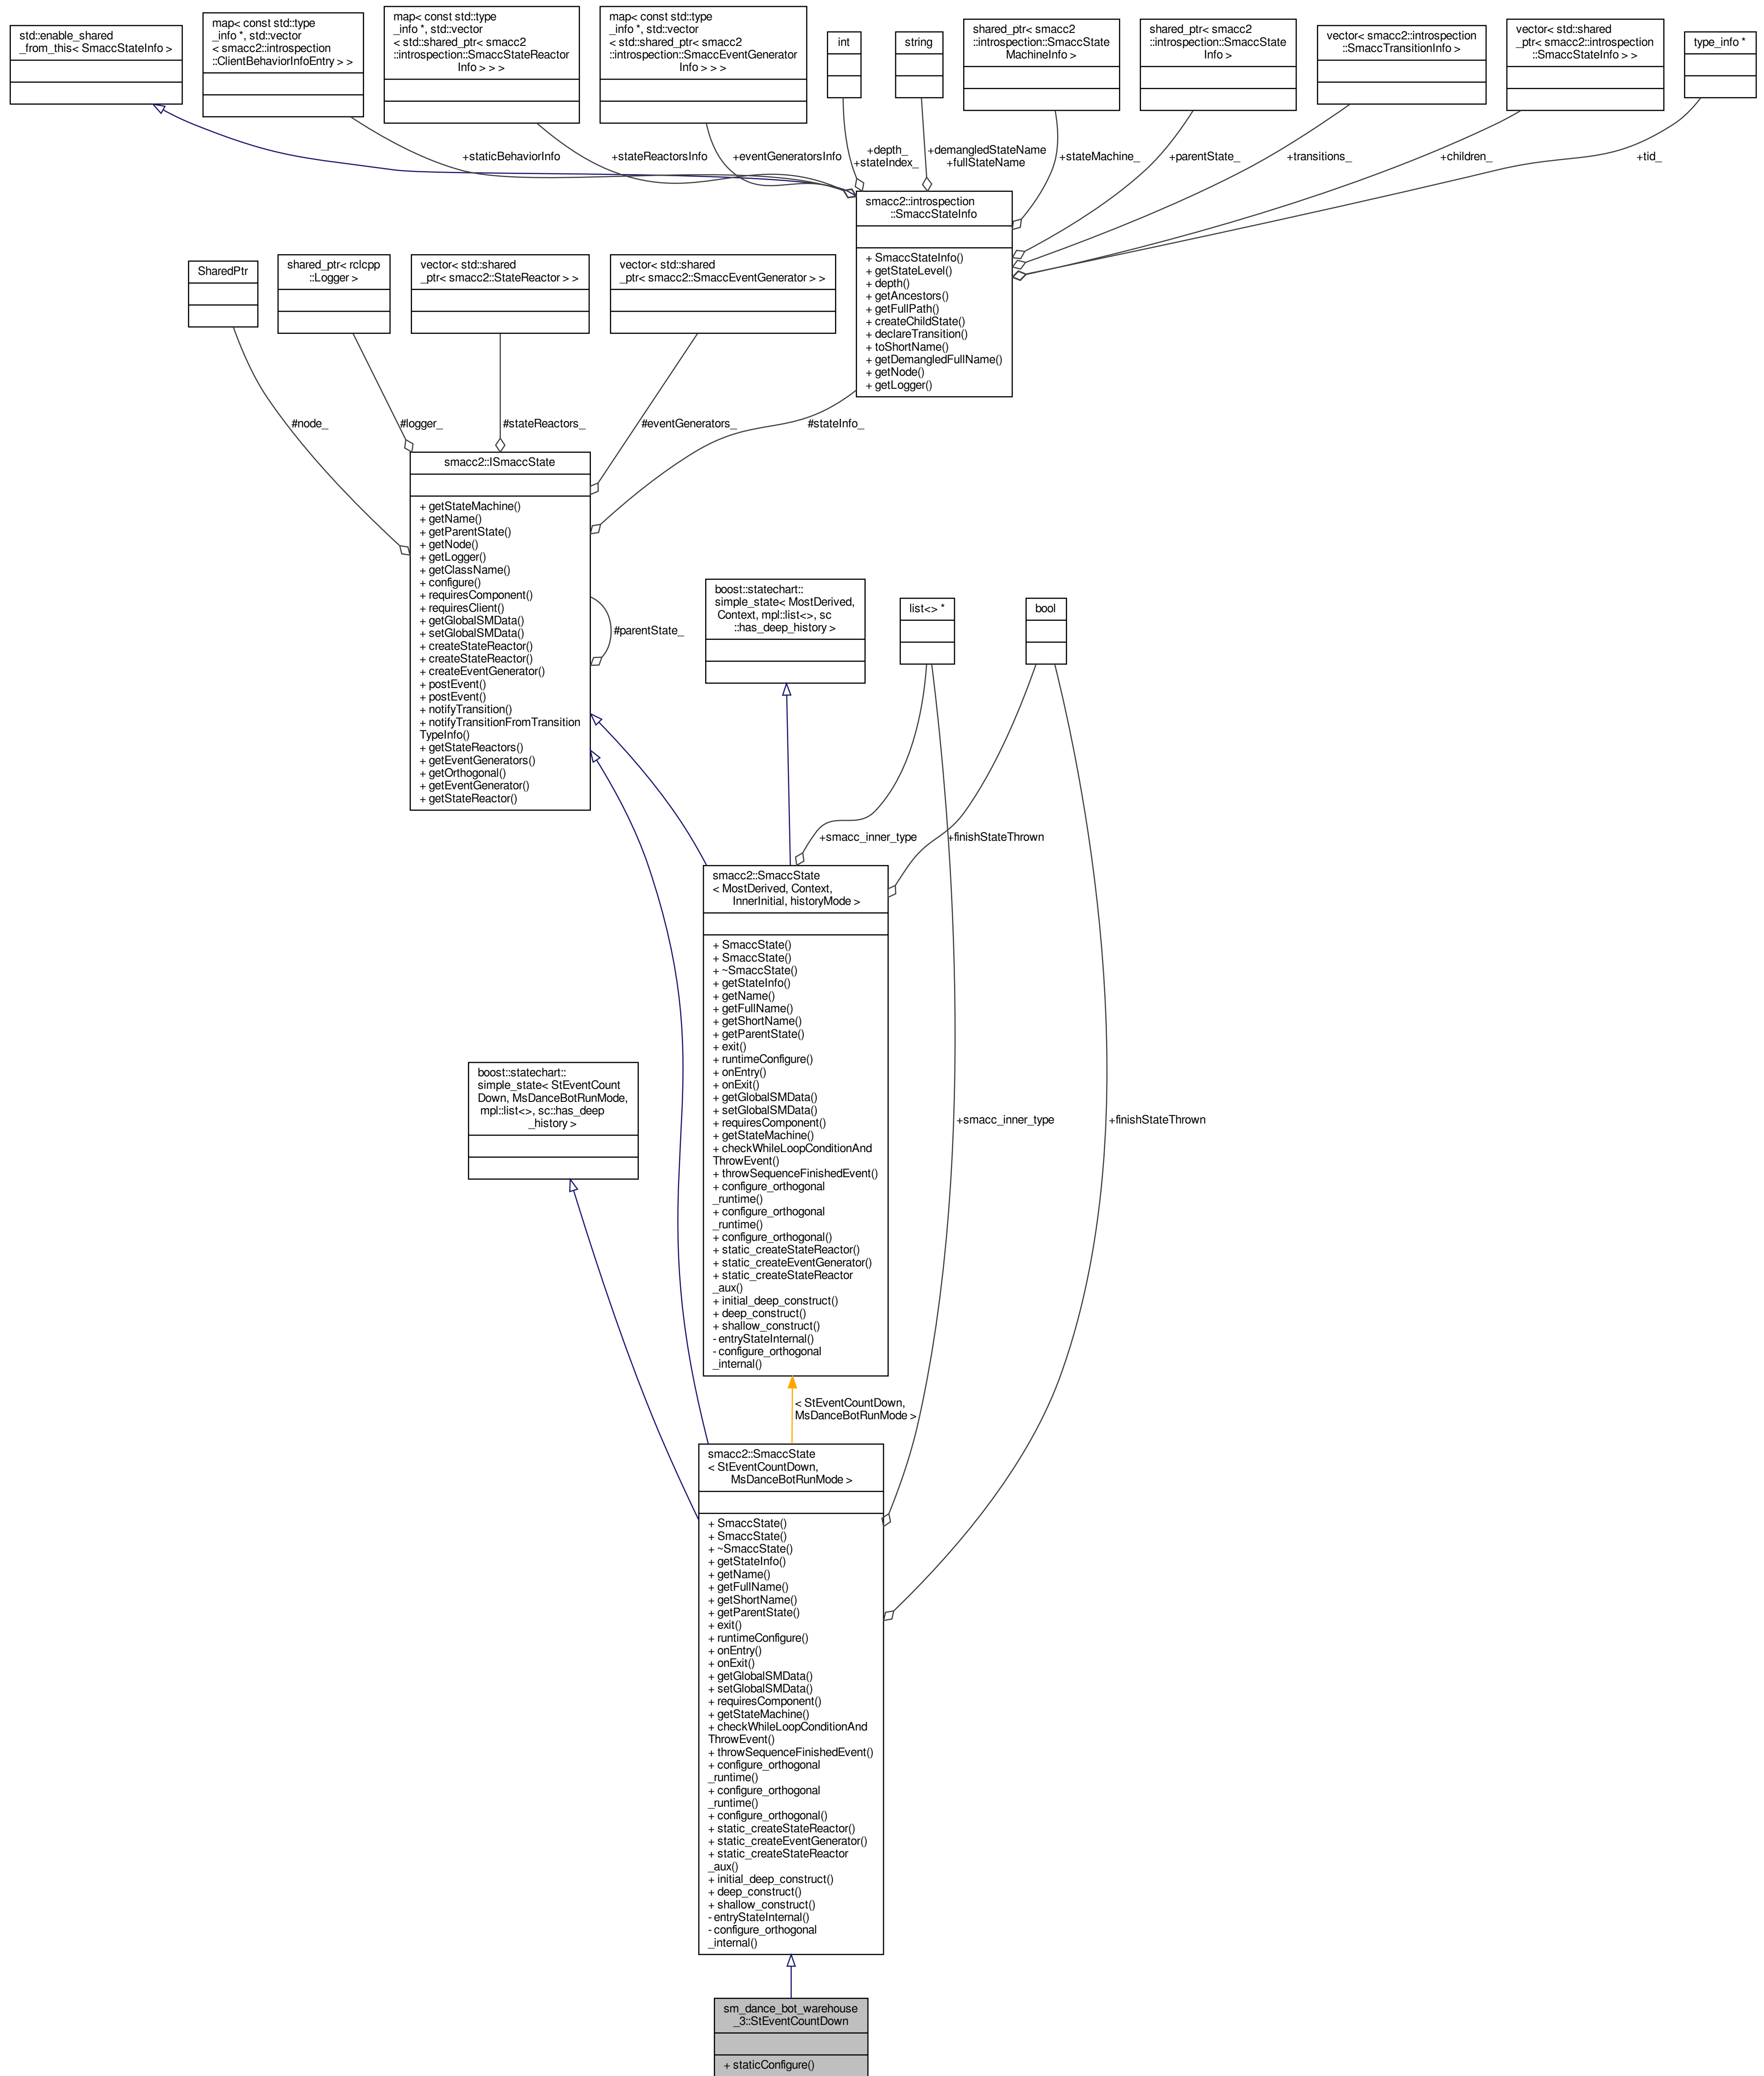 std::enable_shared
_from_this< SmaccStateInfo >
map< const std::type
_info *, std::vector
< smacc2::introspection
::ClientBehaviorInfoEntry > >
map< const std::type
_info *, std::vector
< std::shared_ptr< smacc2
::introspection::SmaccStateReactor
Info > > >
map< const std::type
_info *, std::vector
< std::shared_ptr< smacc2
::introspection::SmaccEventGenerator
Info > > >
int
string
shared_ptr< smacc2
::introspection::SmaccState
MachineInfo >
shared_ptr< smacc2
::introspection::SmaccState
Info >
vector< smacc2::introspection
::SmaccTransitionInfo >
vector< std::shared
_ptr< smacc2::introspection
::SmaccStateInfo > >
type_info *
+staticBehaviorInfo
+stateReactorsInfo
+eventGeneratorsInfo
+depth_
+stateIndex_
+demangledStateName
+fullStateName
+stateMachine_
+parentState_
+transitions_
+children_
+tid_
smacc2::introspection
::SmaccStateInfo
+ SmaccStateInfo()
+ getStateLevel()
+ depth()
+ getAncestors()
+ getFullPath()
+ createChildState()
+ declareTransition()
+ toShortName()
+ getDemangledFullName()
+ getNode()
+ getLogger()
SharedPtr
shared_ptr< rclcpp
::Logger >
vector< std::shared
_ptr< smacc2::StateReactor > >
vector< std::shared
_ptr< smacc2::SmaccEventGenerator > >
#node_
#logger_
#stateReactors_
#eventGenerators_
#stateInfo_
smacc2::ISmaccState
+ getStateMachine()
+ getName()
+ getParentState()
+ getNode()
+ getLogger()
+ getClassName()
+ configure()
+ requiresComponent()
+ requiresClient()
+ getGlobalSMData()
+ setGlobalSMData()
+ createStateReactor()
+ createStateReactor()
+ createEventGenerator()
+ postEvent()
+ postEvent()
+ notifyTransition()
+ notifyTransitionFromTransition
TypeInfo()
+ getStateReactors()
+ getEventGenerators()
+ getOrthogonal()
+ getEventGenerator()
+ getStateReactor()
#parentState_
boost::statechart::
simple_state< MostDerived,
Context, mpl::list<>, sc
::has_deep_history >
list<> *
bool
+smacc_inner_type
+finishStateThrown
smacc2::SmaccState
< MostDerived, Context,
InnerInitial, historyMode >
+ SmaccState()
+ SmaccState()
+ ~SmaccState()
+ getStateInfo()
+ getName()
+ getFullName()
+ getShortName()
+ getParentState()
+ exit()
+ runtimeConfigure()
+ onEntry()
+ onExit()
+ getGlobalSMData()
+ setGlobalSMData()
+ requiresComponent()
+ getStateMachine()
+ checkWhileLoopConditionAnd
ThrowEvent()
+ throwSequenceFinishedEvent()
+ configure_orthogonal
_runtime()
+ configure_orthogonal
_runtime()
+ configure_orthogonal()
+ static_createStateReactor()
+ static_createEventGenerator()
+ static_createStateReactor
_aux()
+ initial_deep_construct()
+ deep_construct()
+ shallow_construct()
- entryStateInternal()
- configure_orthogonal
_internal()
boost::statechart::
simple_state< StEventCount
Down, MsDanceBotRunMode,
mpl::list<>, sc::has_deep
_history >
+smacc_inner_type
+finishStateThrown
< StEventCountDown,
MsDanceBotRunMode >
smacc2::SmaccState
< StEventCountDown,
MsDanceBotRunMode >
+ SmaccState()
+ SmaccState()
+ ~SmaccState()
+ getStateInfo()
+ getName()
+ getFullName()
+ getShortName()
+ getParentState()
+ exit()
+ runtimeConfigure()
+ onEntry()
+ onExit()
+ getGlobalSMData()
+ setGlobalSMData()
+ requiresComponent()
+ getStateMachine()
+ checkWhileLoopConditionAnd
ThrowEvent()
+ throwSequenceFinishedEvent()
+ configure_orthogonal
_runtime()
+ configure_orthogonal
_runtime()
+ configure_orthogonal()
+ static_createStateReactor()
+ static_createEventGenerator()
+ static_createStateReactor
_aux()
+ initial_deep_construct()
+ deep_construct()
+ shallow_construct()
- entryStateInternal()
- configure_orthogonal
_internal()
sm_dance_bot_warehouse
_3::StEventCountDown
+ staticConfigure()